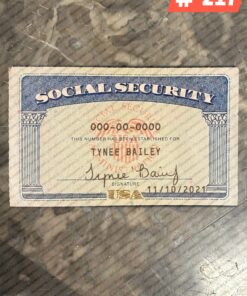 # 217
SOCIAL SECURITY
000-00-0000
THIS NUMBER HAS BEEN ESTABLISHED FOR
TYNEE BAILEY
Tynee Bailey
SIGNATURE
USA 11/10/2021